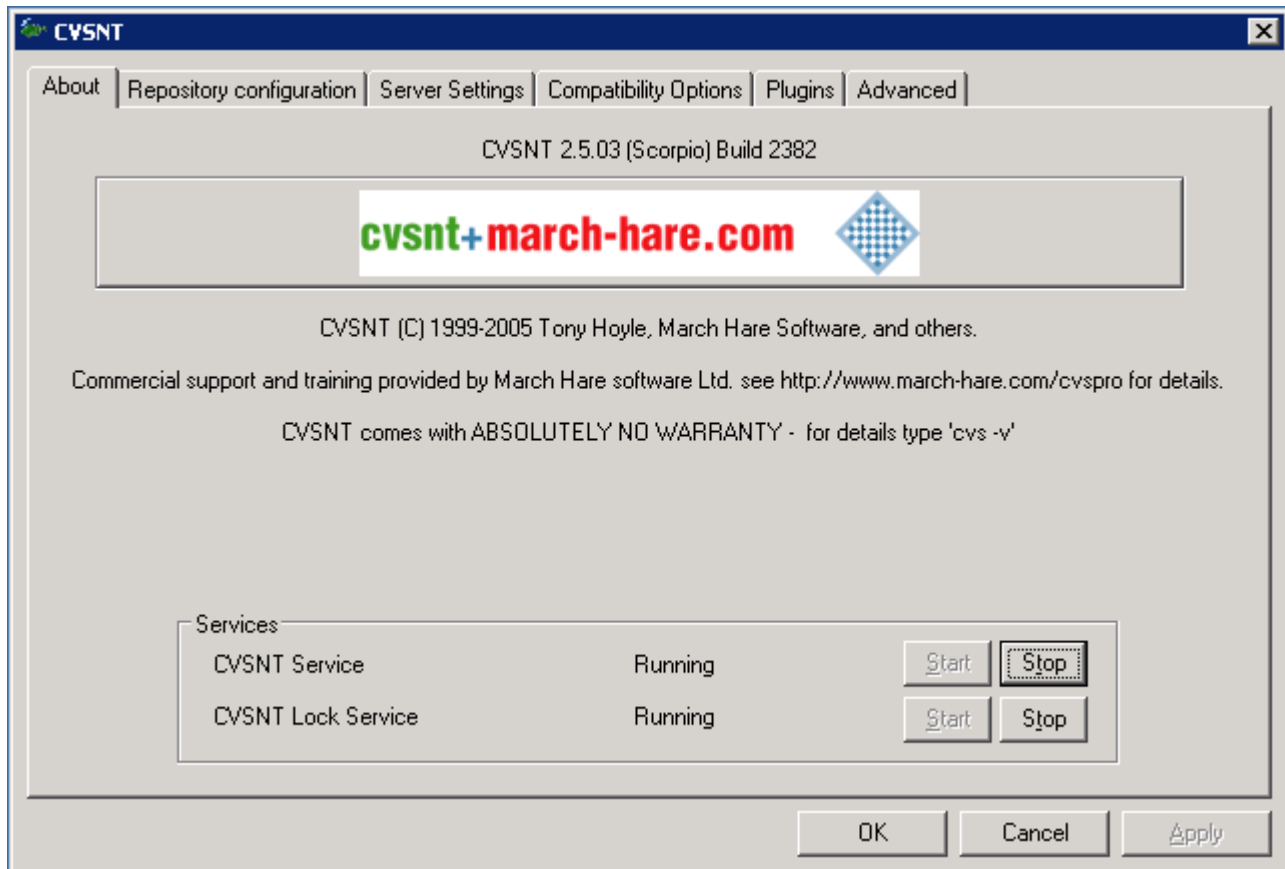 CVSNT
About Repository configuration Server Settings Compatibility Options Plugins Advanced
CVSNT 2.5.03 (Scorpio) Build 2382
cvsnt+march-hare.com
CVSNT (C) 1999-2005 Tony Hoyle, March Hare Software, and others.
Commercial support and training provided by March Hare software Ltd. see http://www.march-hare.com/cvspro for details.
CVSNT comes with ABSOLUTELY NO WARRANTY - for details type 'cvs -v'
Services
CVSNT Service Running Start Stop
CVSNT Lock Service Running Start Stop
OK Cancel Apply